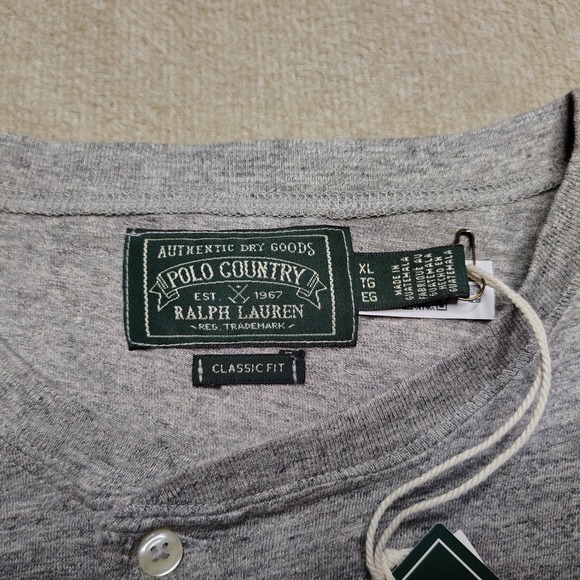 AUTHENTIC DRY GOODS
POLO COUNTRY
EST. 1967
RALPH LAUREN
REG. TRADEMARK
CLASSIC FIT
XL
TG
EG
MADE IN
GUATEMALA
FABRIQUÉ AU
GUATEMALA
HECHO EN
GUATEMALA